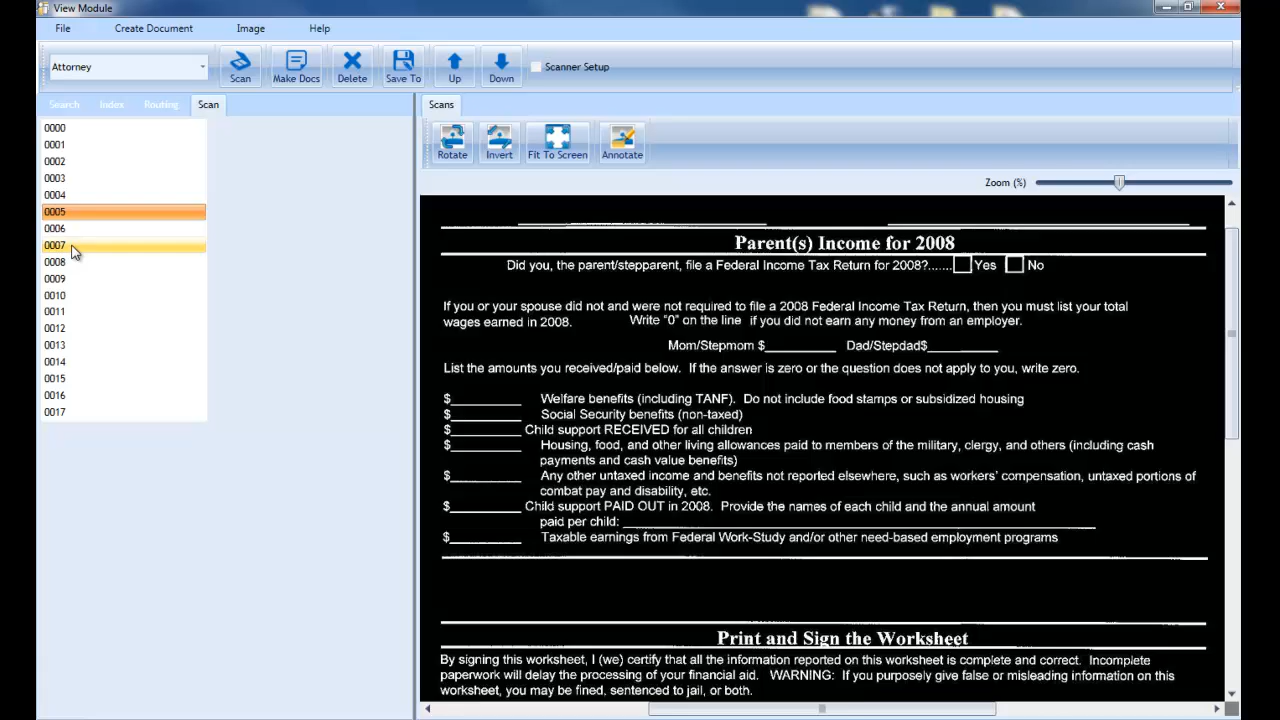 View Module
File Create Document Image Help
Attorney Scan Make Docs Delete Save To Up Down Scanner Setup
Search Index Routing Scan
0000
0001
0002
0003
0004
0005
0006
0007
0008
0009
0010
0011
0012
0013
0014
0015
0016
0017
Scans
Rotate Invert Fit To Screen Annotate
Zoom (%)
Parent(s) Income for 2008
Did you, the parent/stepparent, file a Federal Income Tax Return for 2008?....... Yes No
If you or your spouse did not and were not required to file a 2008 Federal Income Tax Return, then you must list your total
wages earned in 2008. Write "0" on the line if you did not earn any money from an employer.
Mom/Stepmom $__________ Dad/Stepdad$__________
List the amounts you received/paid below. If the answer is zero or the question does not apply to you, write zero.
$__________ Welfare benefits (including TANF). Do not include food stamps or subsidized housing
$__________ Social Security benefits (non-taxed)
$__________ Child support RECEIVED for all children
$__________ Housing, food, and other living allowances paid to members of the military, clergy, and others (including cash
payments and cash value benefits)
$__________ Any other untaxed income and benefits not reported elsewhere, such as workers' compensation, untaxed portions of
combat pay and disability, etc.
$__________ Child support PAID OUT in 2008. Provide the names of each child and the annual amount
paid per child: __________
$__________ Taxable earnings from Federal Work-Study and/or other need-based employment programs
Print and Sign the Worksheet
By signing this worksheet, I (we) certify that all the information reported on this worksheet is complete and correct. Incomplete
paperwork will delay the processing of your financial aid. WARNING: If you purposely give false or misleading information on this
worksheet, you may be fined, sentenced to jail, or both.